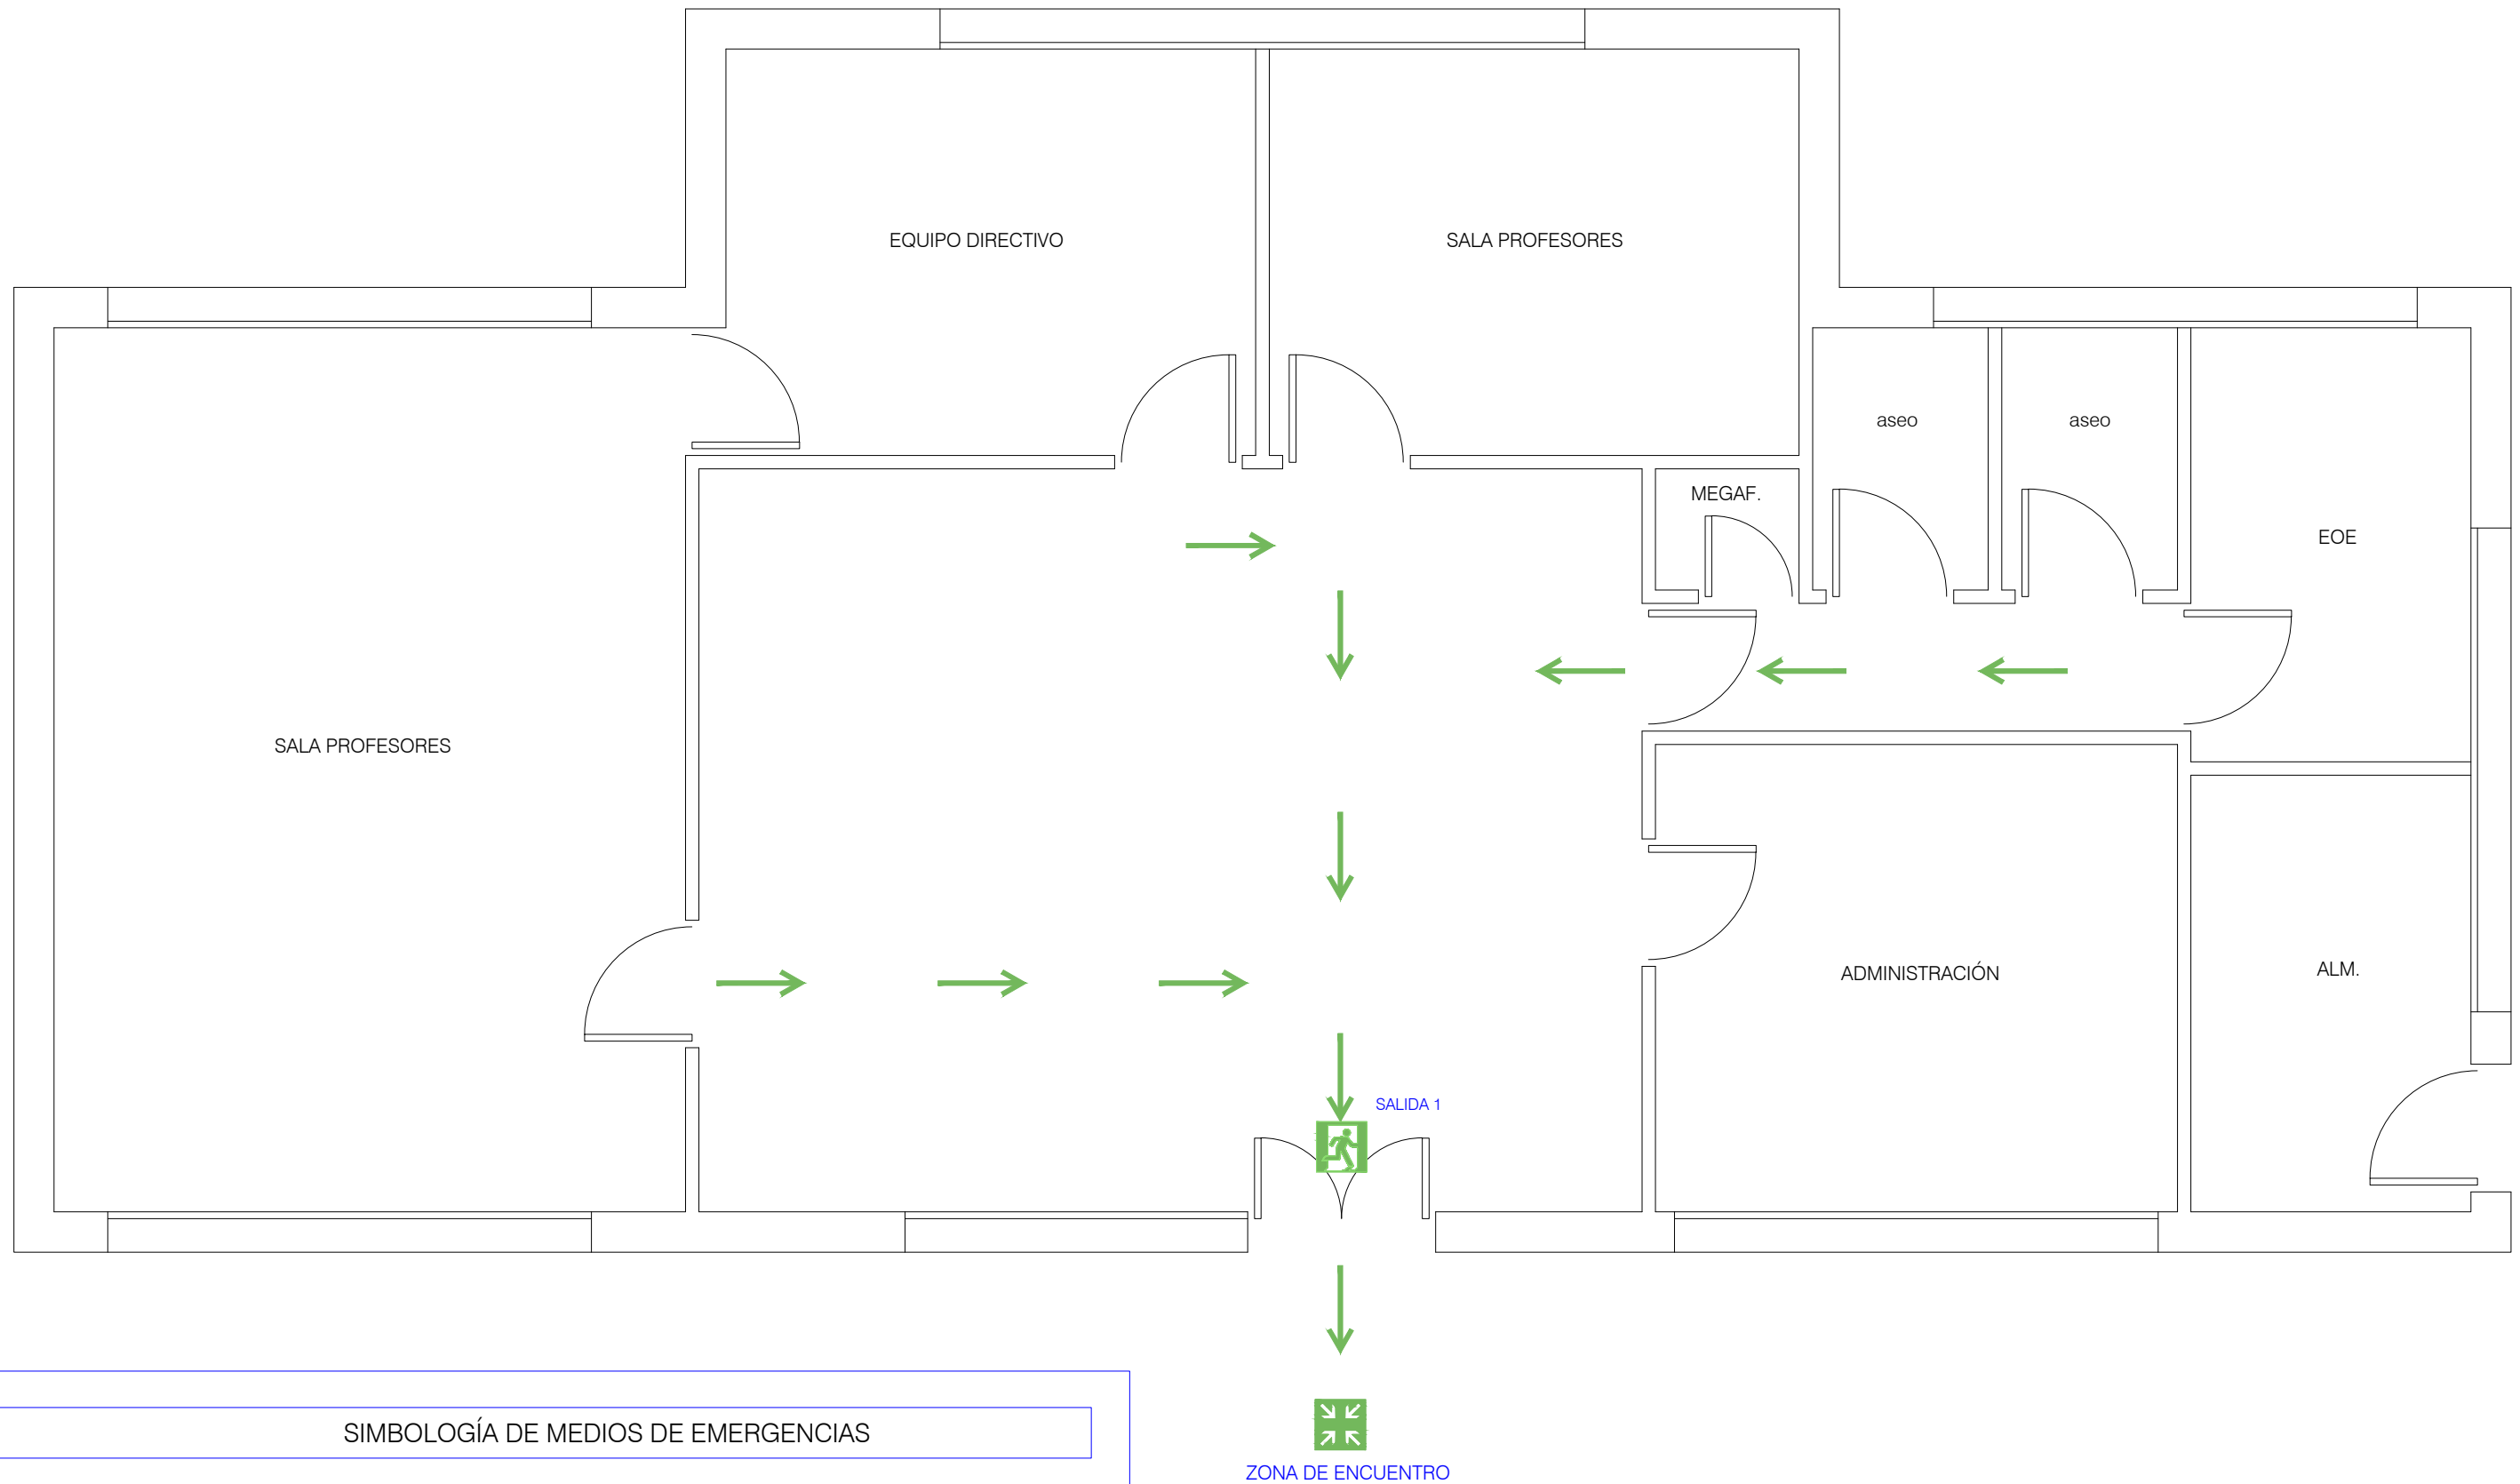 EQUIPO DIRECTIVO
SALA PROFESORES
aseo
aseo
MEGAF.
EOE
SALA PROFESORES
ADMINISTRACIÓN
ALM.
SALIDA 1
SIMBOLOGÍA DE MEDIOS DE EMERGENCIAS
ZONA DE ENCUENTRO